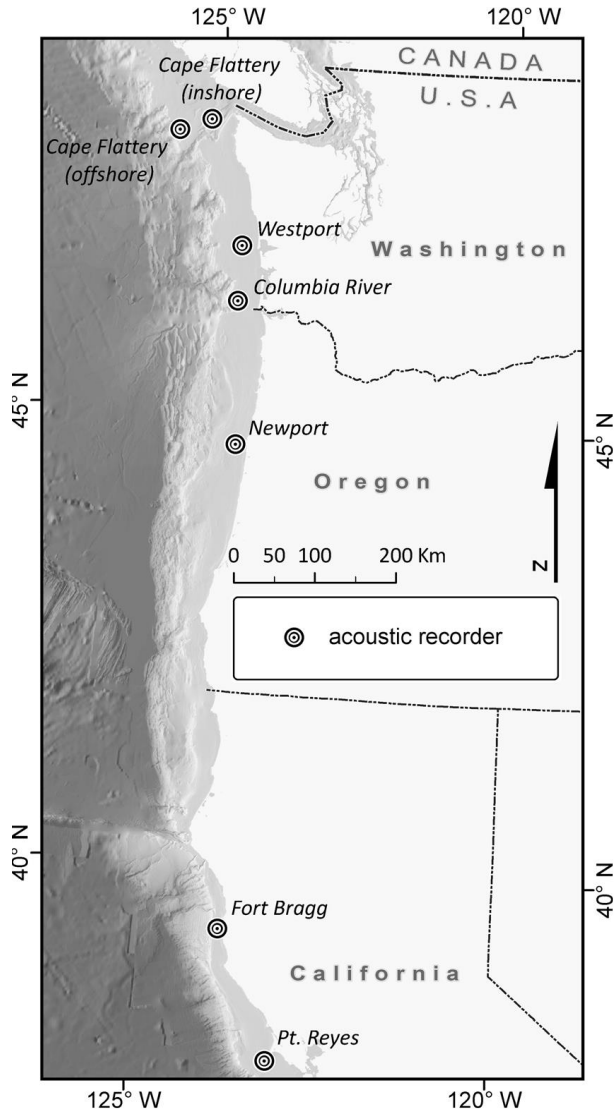 125° W
120° W
Cape Flattery
(inshore)
CANADA
U.S.A
Cape Flattery
(offshore)
Westport
Washington
Columbia River
45° N
45° N
Newport
Oregon
0 50 100 200 Km
N
acoustic recorder
40° N
40° N
Fort Bragg
California
Pt. Reyes
125° W
120° W